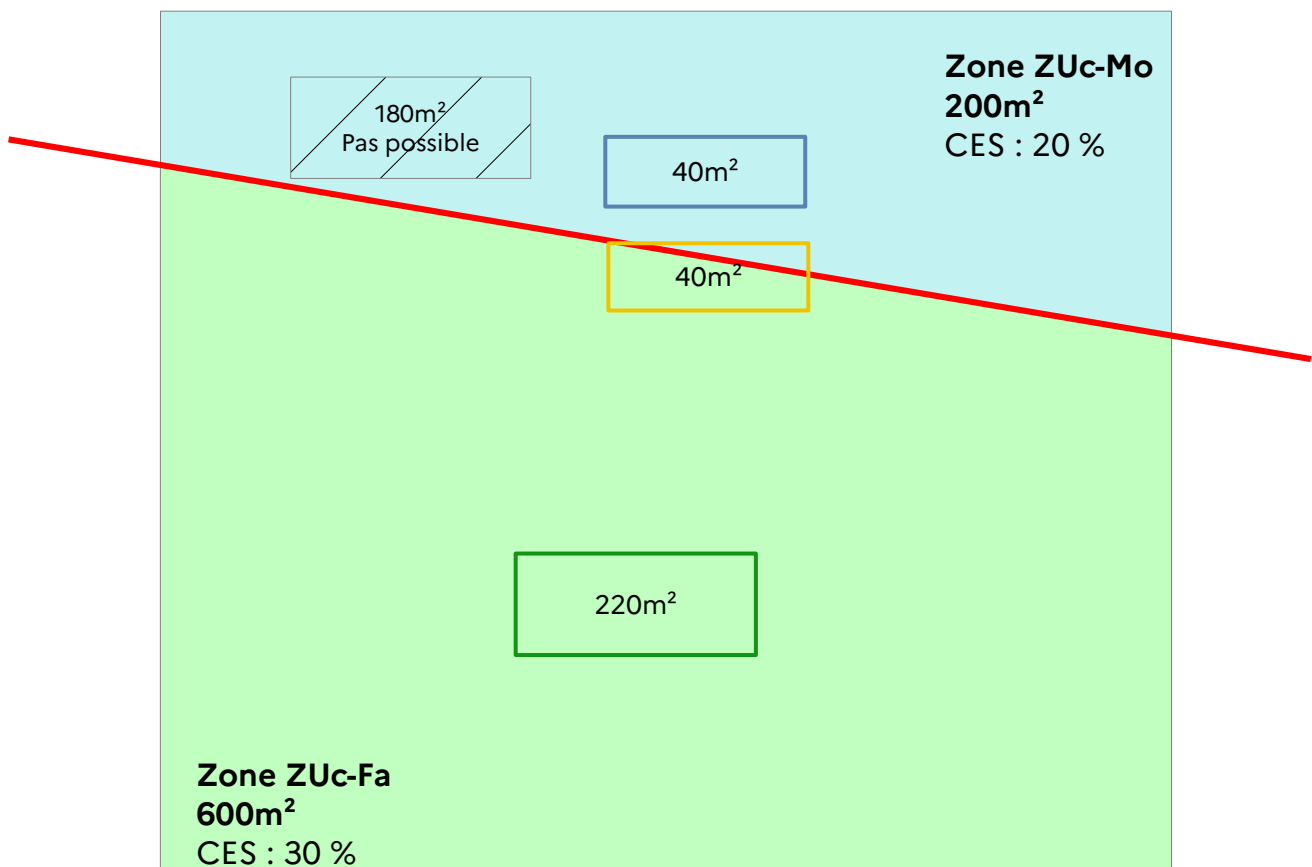 Zone ZUc-Mo
200m²
CES : 20 %
180m²
Pas possible
40m²
40m²
220m²
Zone ZUc-Fa
600m²
CES : 30 %